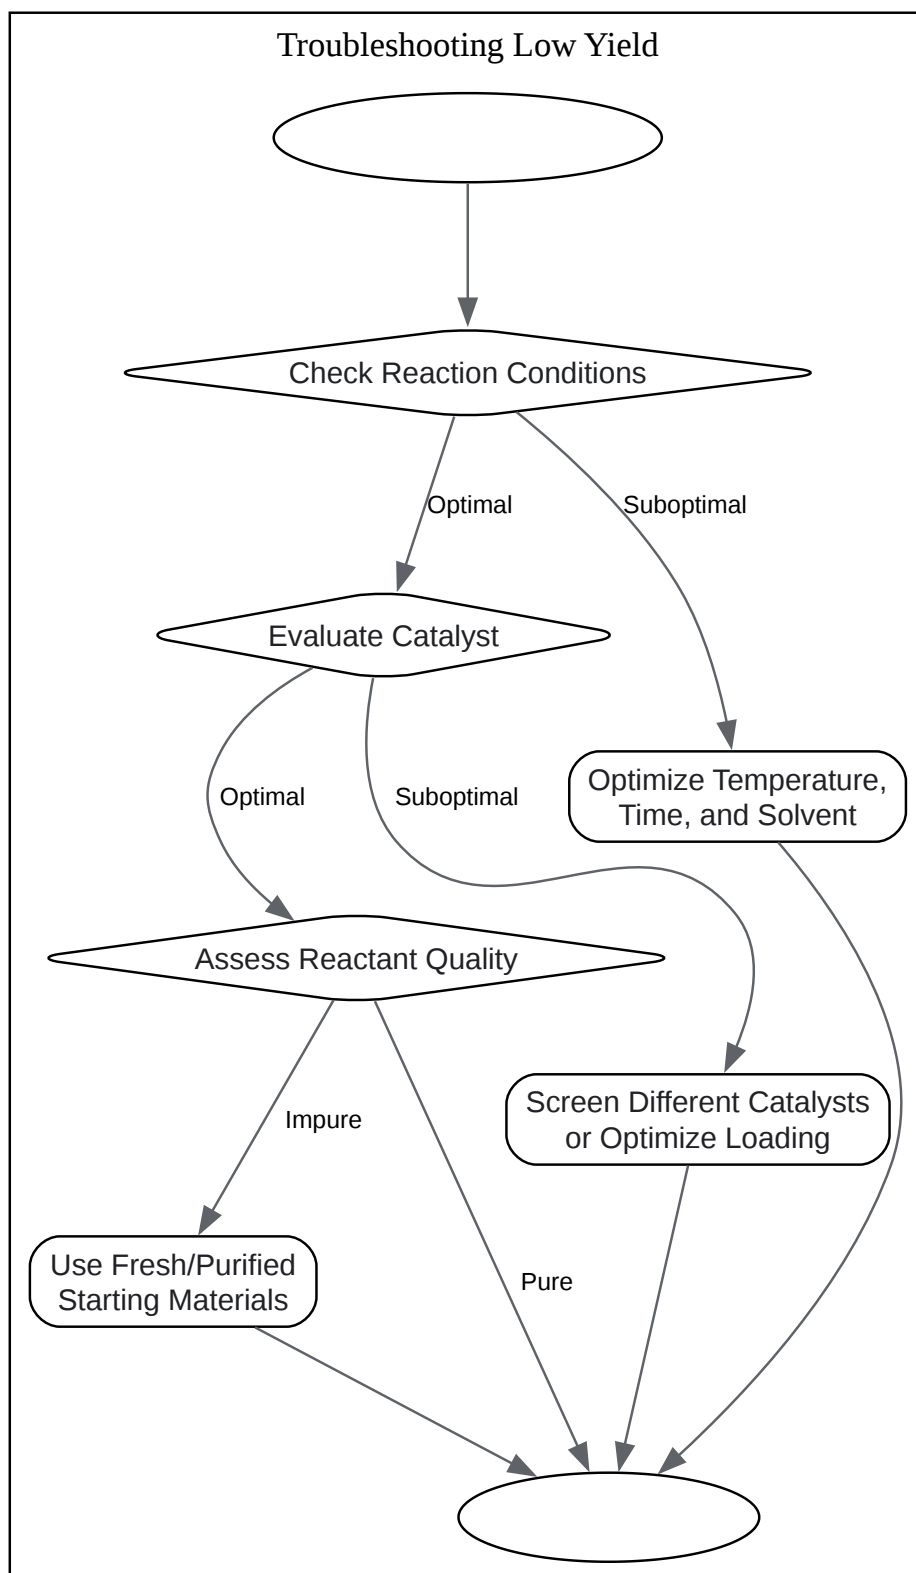 Troubleshooting Low Yield
Check Reaction Conditions
Optimal
Suboptimal
Evaluate Catalyst
Optimize Temperature,
Time, and Solvent
Optimal
Suboptimal
Assess Reactant Quality
Screen Different Catalysts
or Optimize Loading
Impure
Use Fresh/Purified
Starting Materials
Pure